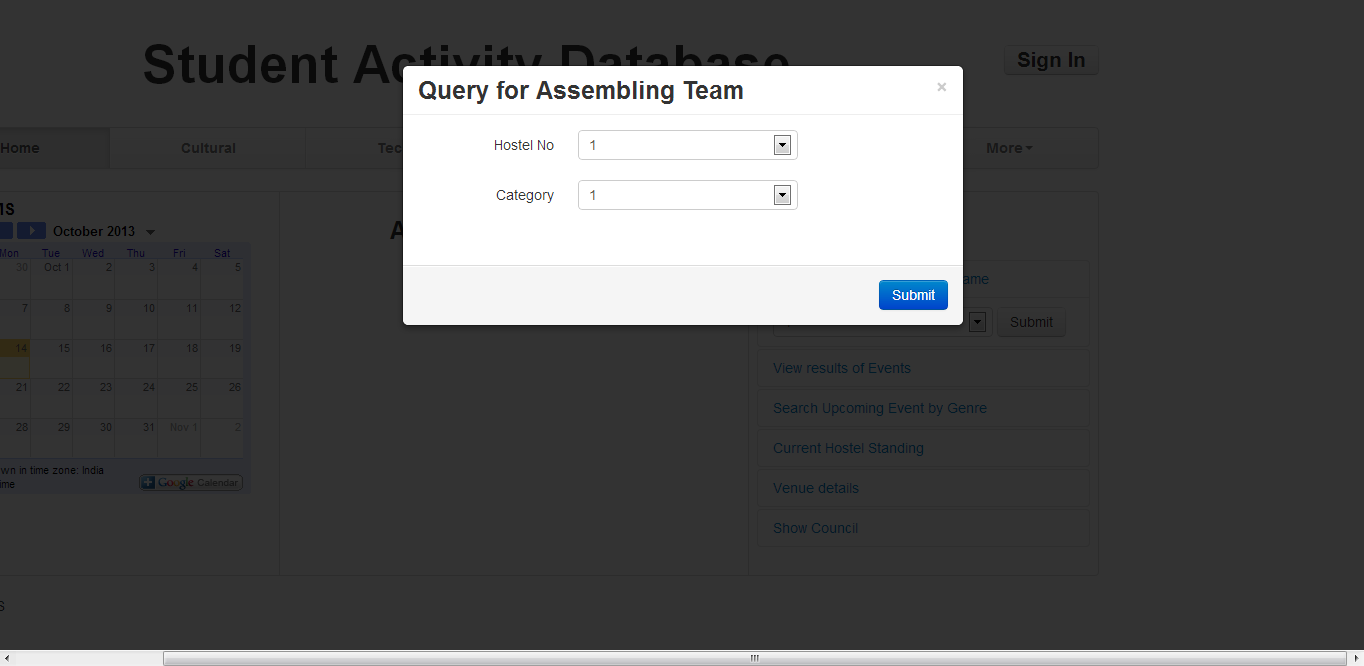 Student Activity Database
Sign In
Query for Assembling Team
×
Home
Cultural
Tec
More
Hostel No
1
Category
1
Submit
October 2013
Mon Tue Wed Thu Fri Sat
30 Oct 1 2 3 4 5
7 8 9 10 11 12
14 15 16 17 18 19
21 22 23 24 25 26
28 29 30 31 Nov 1 2
wn in time zone: India
ime
Google Calendar
A
ame
Submit
View results of Events
Search Upcoming Event by Genre
Current Hostel Standing
Venue details
Show Council
S